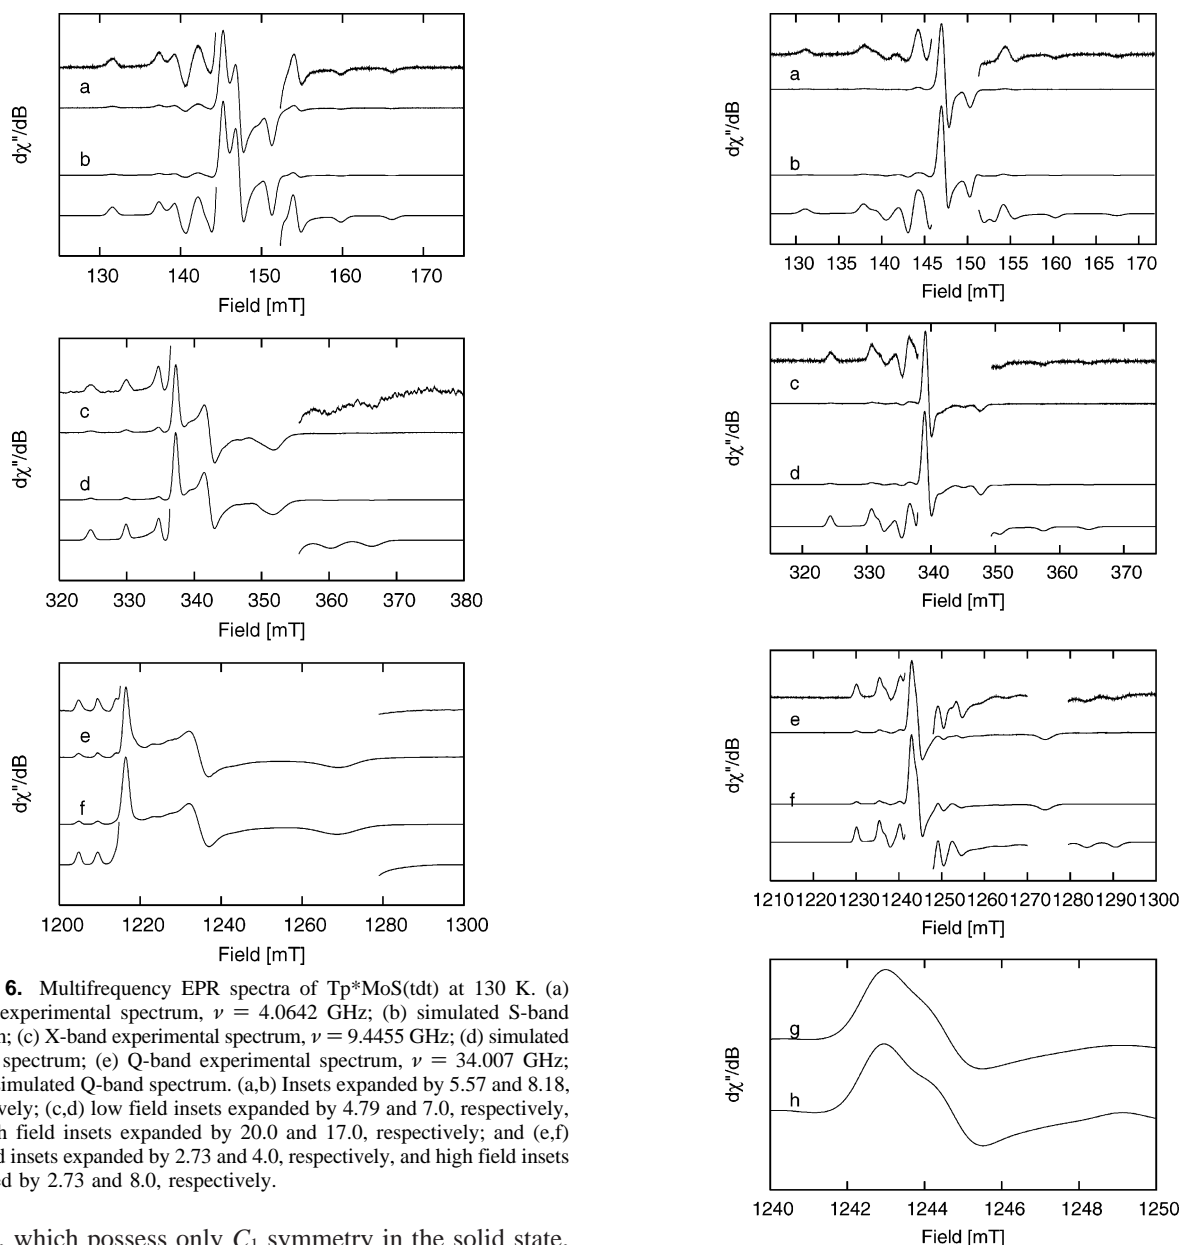 a
b
dχ"/dB
130 140 150 160 170
Field [mT]
c
d
dχ"/dB
320 330 340 350 360 370 380
Field [mT]
e
f
dχ"/dB
1200 1220 1240 1260 1280 1300
Field [mT]
6. Multifrequency EPR spectra of Tp*MoS(tdt) at 130 K. (a)
experimental spectrum, ν = 4.0642 GHz; (b) simulated S-band
; (c) X-band experimental spectrum, ν = 9.4455 GHz; (d) simulated
spectrum; (e) Q-band experimental spectrum, ν = 34.007 GHz;
simulated Q-band spectrum. (a,b) Insets expanded by 5.57 and 8.18,
vely; (c,d) low field insets expanded by 4.79 and 7.0, respectively,
h field insets expanded by 20.0 and 17.0, respectively; and (e,f)
d insets expanded by 2.73 and 4.0, respectively, and high field insets
ed by 2.73 and 8.0, respectively.
, which possess only C1 symmetry in the solid state,
a
b
dχ"/dB
130 135 140 145 150 155 160 165 170
Field [mT]
c
d
dχ"/dB
320 330 340 350 360 370
Field [mT]
e
f
dχ"/dB
1210 1220 1230 1240 1250 1260 1270 1280 1290 1300
Field [mT]
g
h
dχ"/dB
1240 1242 1244 1246 1248 1250
Field [mT]